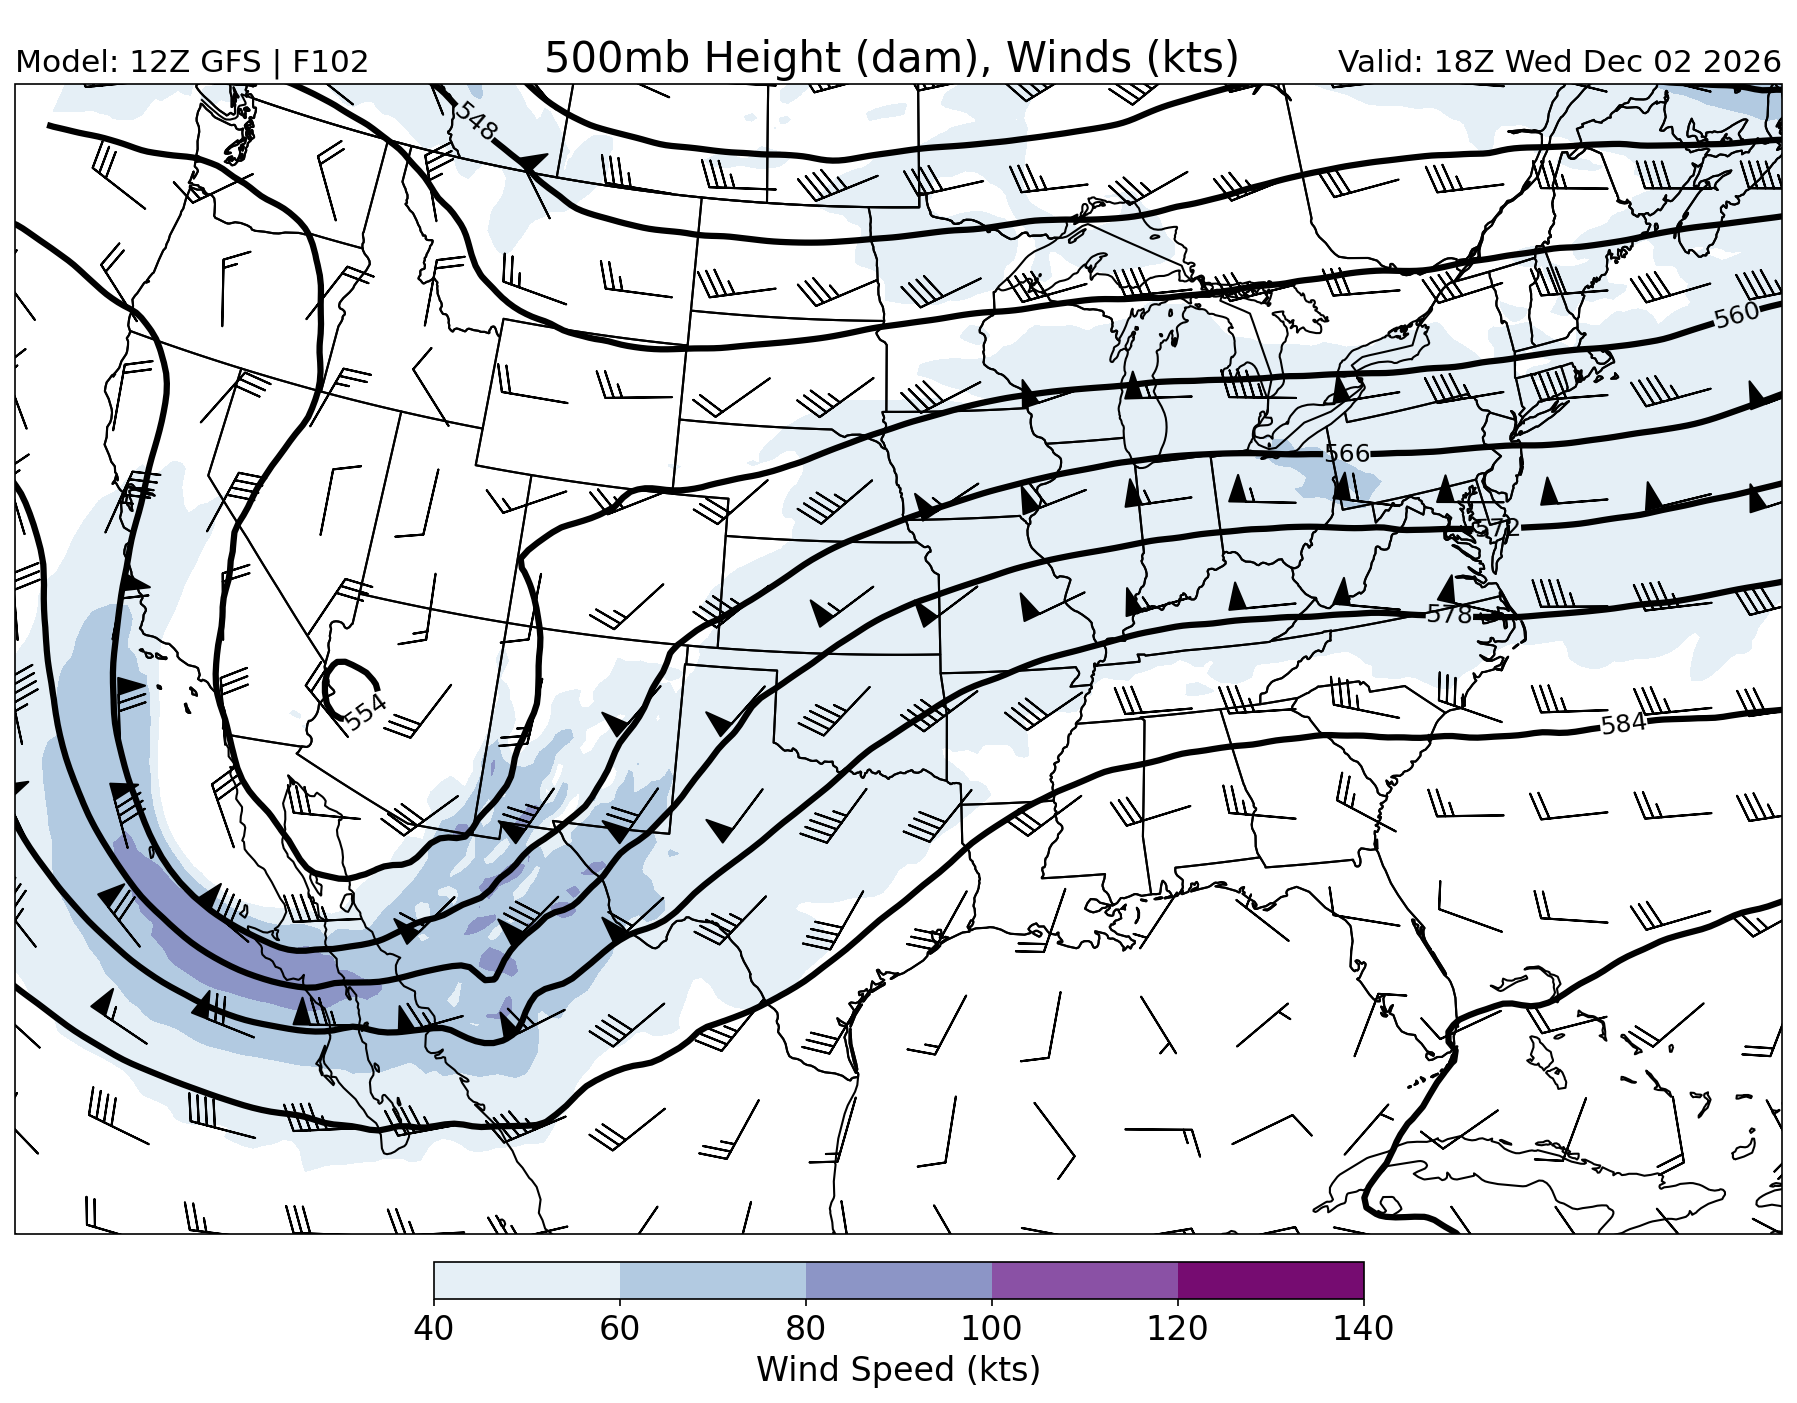 Model: 12Z GFS | F102
500mb Height (dam), Winds (kts)
Valid: 18Z Wed Dec 02 2026
548
560
566
572
578
554
584
40 60 80 100 120 140
Wind Speed (kts)